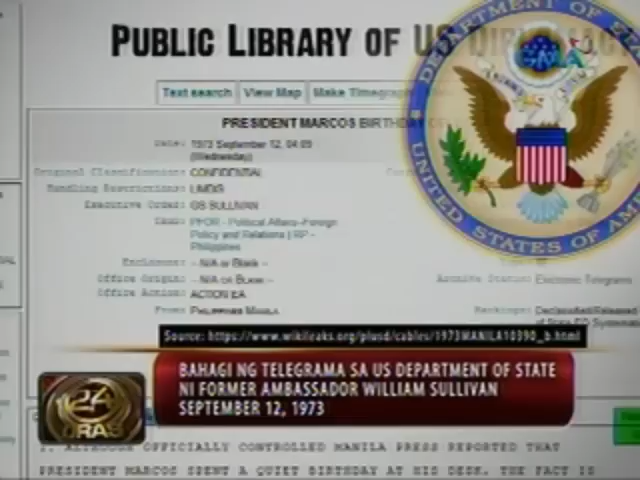 PUBLIC LIBRARY OF US DIPLOMACY
GMA
DEPARTMENT OF STATE
UNITED STATES OF AMERICA
Text search
View Map
Make Timegraph
PRESIDENT MARCOS BIRTHDAY
Date: 1973 September 12, 04:09
(Wednesday)
Original Classification: CONFIDENTIAL
Handling Restrictions: LIMDIS
Executive Order: GS SULLIVAN
TAGS: PFOR - Political Affairs--Foreign
Policy and Relations | RP -
Philippines
Enclosure: -- N/A or Blank --
Office Origin: -- N/A or Blank --
Archive Status: Electronic Telegrams
Office Action: ACTION EA
From: PHILIPPINES MANILA
Markings: Declassified/Released
Source: https://www.wikileaks.org/plusd/cables/1973MANILA10390_b.html
BAHAGI NG TELEGRAMA SA US DEPARTMENT OF STATE
NI FORMER AMBASSADOR WILLIAM SULLIVAN
SEPTEMBER 12, 1973
24
ORAS
1. ALTHOUGH OFFICIALLY CONTROLLED MANILA PRESS REPORTED THAT
PRESIDENT MARCOS SPENT A QUIET BIRTHDAY AT HIS DESK, THE FACT IS